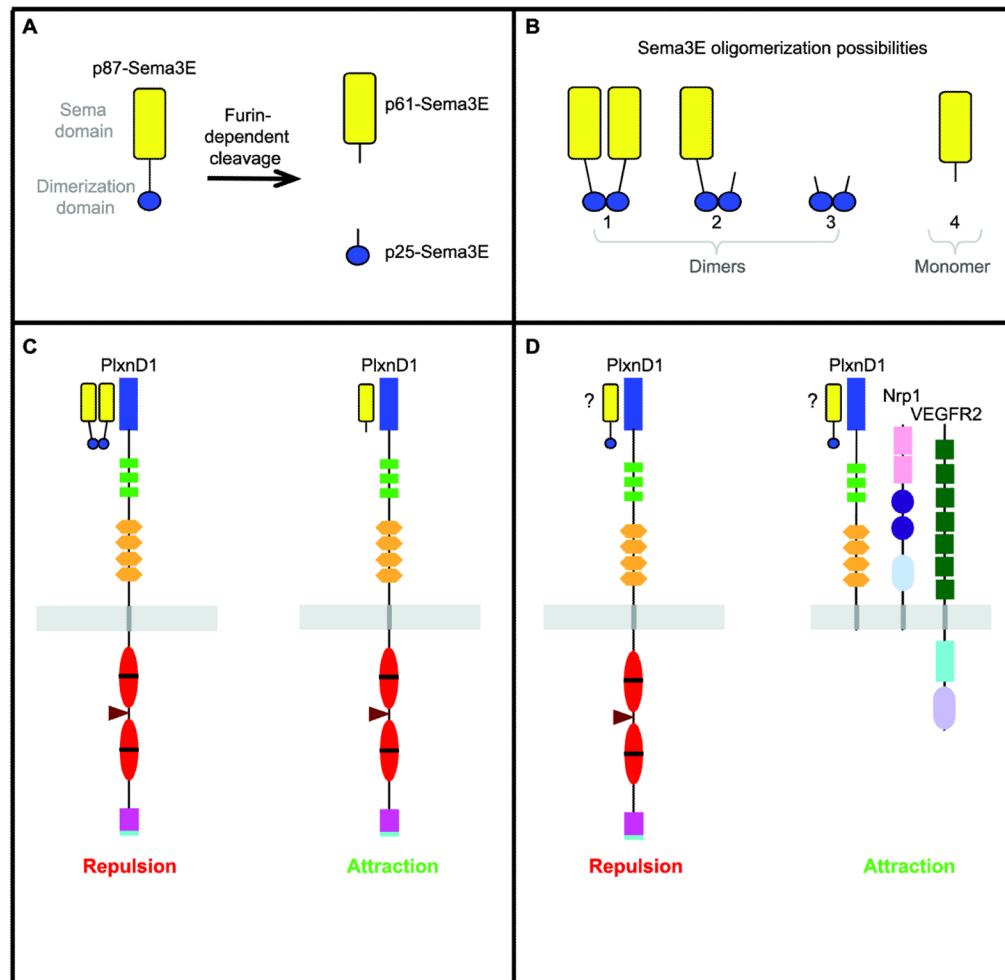 A
p87-Sema3E
Sema
domain
Dimerization
domain
Furin-
dependent
cleavage
p61-Sema3E
p25-Sema3E
B
Sema3E oligomerization possibilities
1
2
3
4
Dimers
Monomer
C
PlxnD1
PlxnD1
Repulsion
Attraction
D
PlxnD1
?
PlxnD1
?
Nrp1
VEGFR2
Repulsion
Attraction